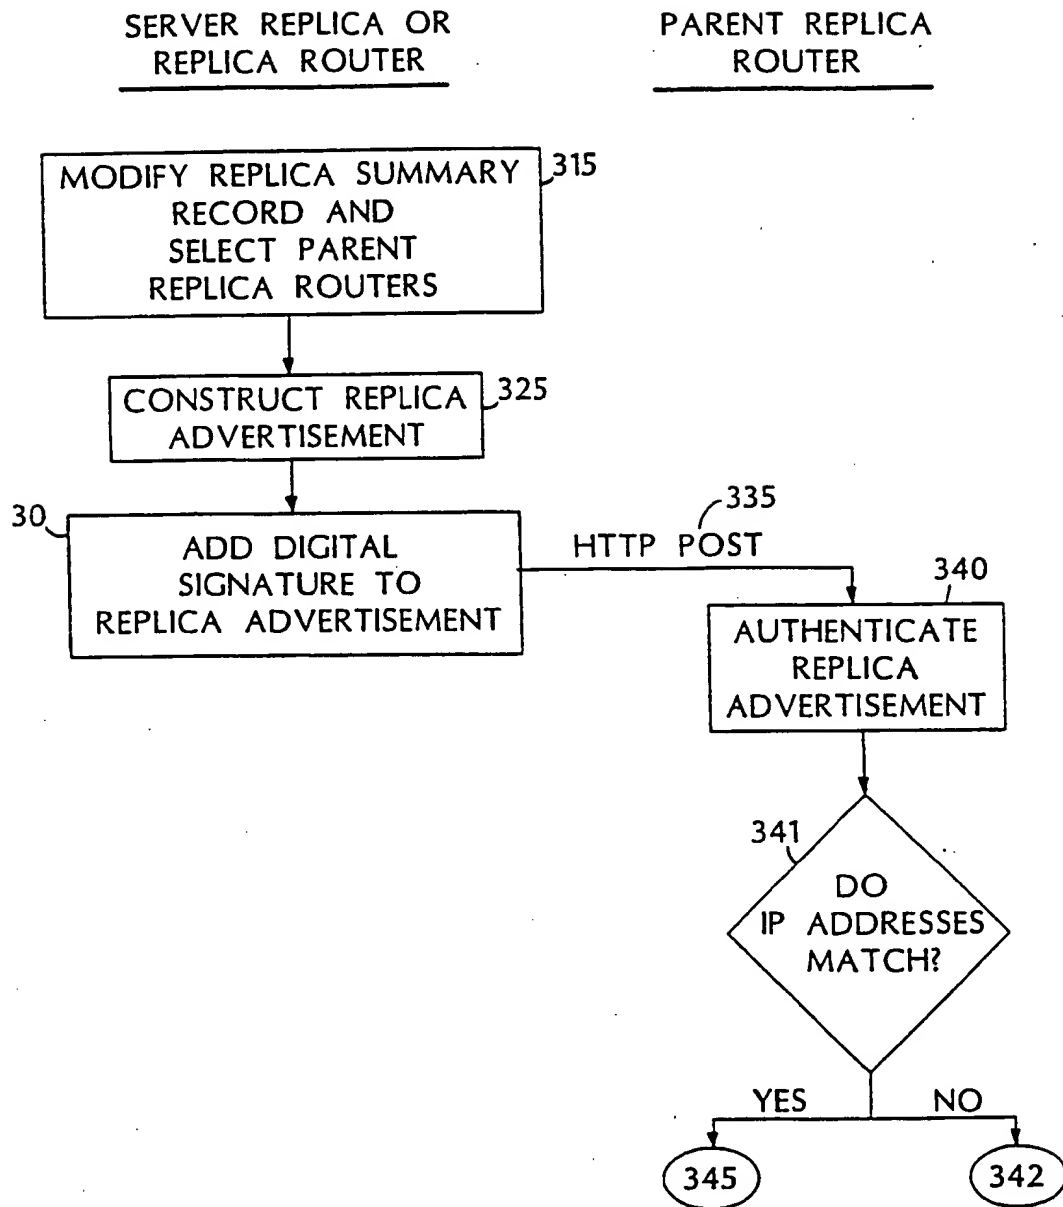 SERVER REPLICA OR
REPLICA ROUTER
PARENT REPLICA
ROUTER
MODIFY REPLICA SUMMARY
RECORD AND
SELECT PARENT
REPLICA ROUTERS
315
CONSTRUCT REPLICA
ADVERTISEMENT
325
30
ADD DIGITAL
SIGNATURE TO
REPLICA ADVERTISEMENT
335
HTTP POST
340
AUTHENTICATE
REPLICA
ADVERTISEMENT
341
DO
IP ADDRESSES
MATCH?
YES
NO
345
342